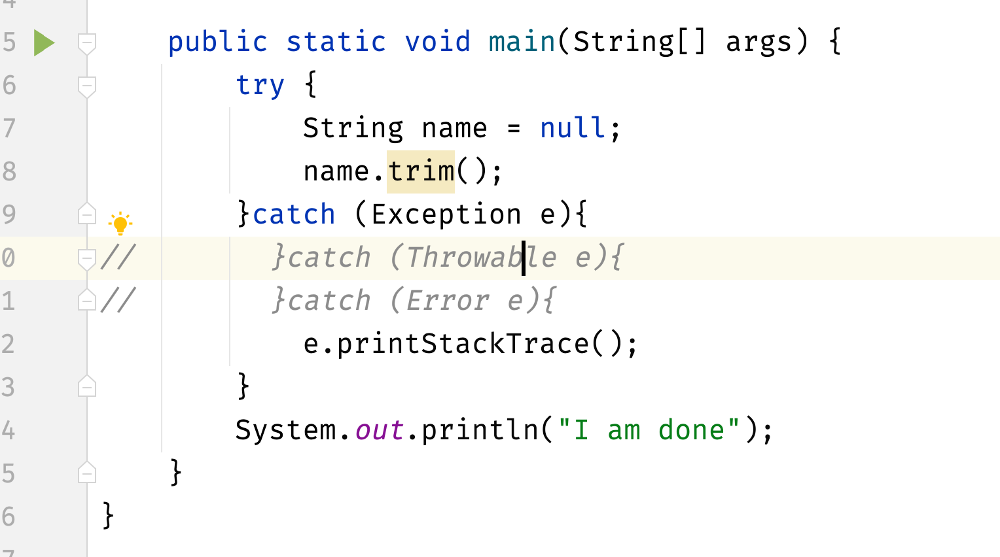 5 public static void main(String[] args) {
6 try {
7 String name = null;
8 name.trim();
9 }catch (Exception e){
0 // }catch (Throwable e){
1 // }catch (Error e){
2 e.printStackTrace();
3 }
4 System.out.println("I am done");
5 }
6 }